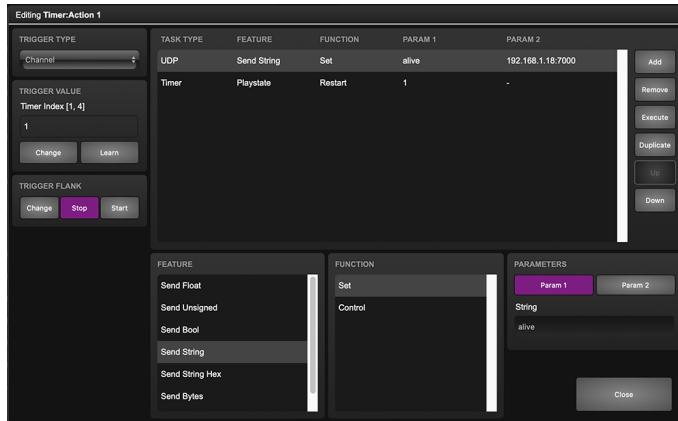 Editing Timer:Action 1
TRIGGER TYPE
Channel
TRIGGER VALUE
Timer Index [1, 4]
1
Change Learn
TRIGGER FLANK
Change Stop Start
TASK TYPE FEATURE FUNCTION PARAM 1 PARAM 2
UDP Send String Set alive 192.168.1.18:7000
Timer Playstate Restart 1 -
Add
Remove
Execute
Duplicate
Up
Down
FEATURE
Send Float
Send Unsigned
Send Bool
Send String
Send String Hex
Send Bytes
FUNCTION
Set
Control
PARAMETERS
Param 1 Param 2
String
alive
Close